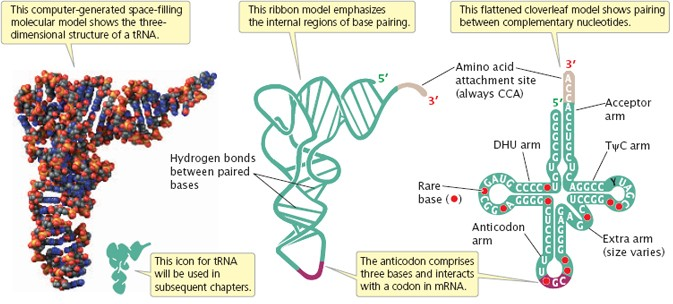 This computer-generated space-filling
molecular model shows the three-
dimensional structure of a tRNA.
This ribbon model emphasizes
the internal regions of base pairing.
This flattened cloverleaf model shows pairing
between complementary nucleotides.
5′
3′
Amino acid
attachment site
(always CCA)
3′
A
C
C
5′
Acceptor
arm
DHU arm
TψC arm
Hydrogen bonds
between paired
bases
Rare
base (●)
Anticodon
arm
Extra arm
(size varies)
This icon for tRNA
will be used in
subsequent chapters.
The anticodon comprises
three bases and interacts
with a codon in mRNA.